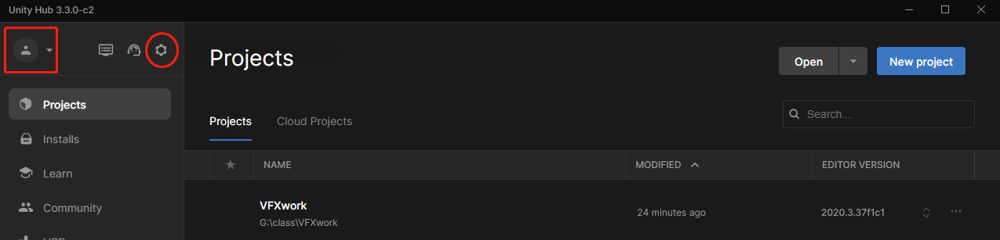 Unity Hub 3.3.0-c2
Projects
Open
New project
Projects
Installs
Learn
Community
Projects
Cloud Projects
Search...
NAME
MODIFIED
EDITOR VERSION
VFXwork
G:\class\VFXwork
24 minutes ago
2020.3.37f1c1